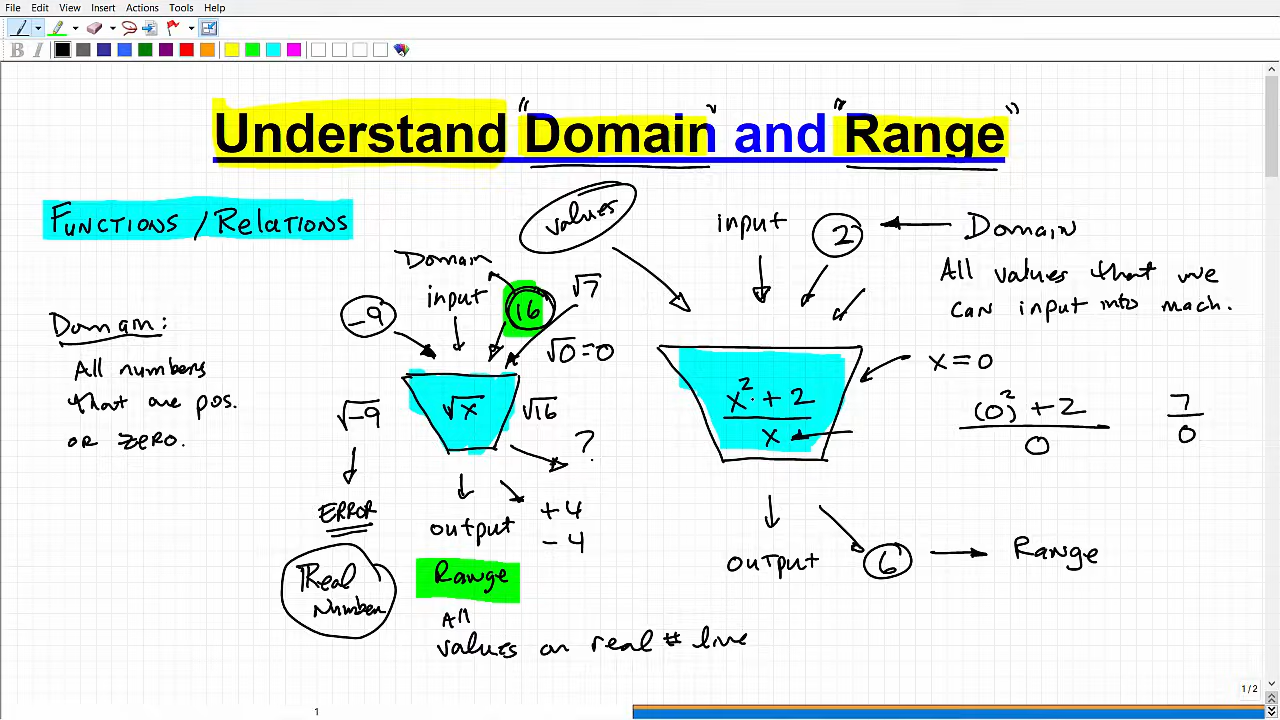 File Edit View Insert Actions Tools Help
B I
Understand "Domain" and "Range"
FUNCTIONS / RELATIONS
values
input 2 Domain
All values that we
can input into mach.
Domain
input
-9
16
√7
√0 = 0
Domain:
All numbers
that are pos.
or zero.
√-9
√x
√16
?
ERROR
Real
Number
output
+4
-4
Range
All
values on real # line
x² + 2
x
x = 0
(0)² + 2
0
7
0
output
6
Range
1/2
1